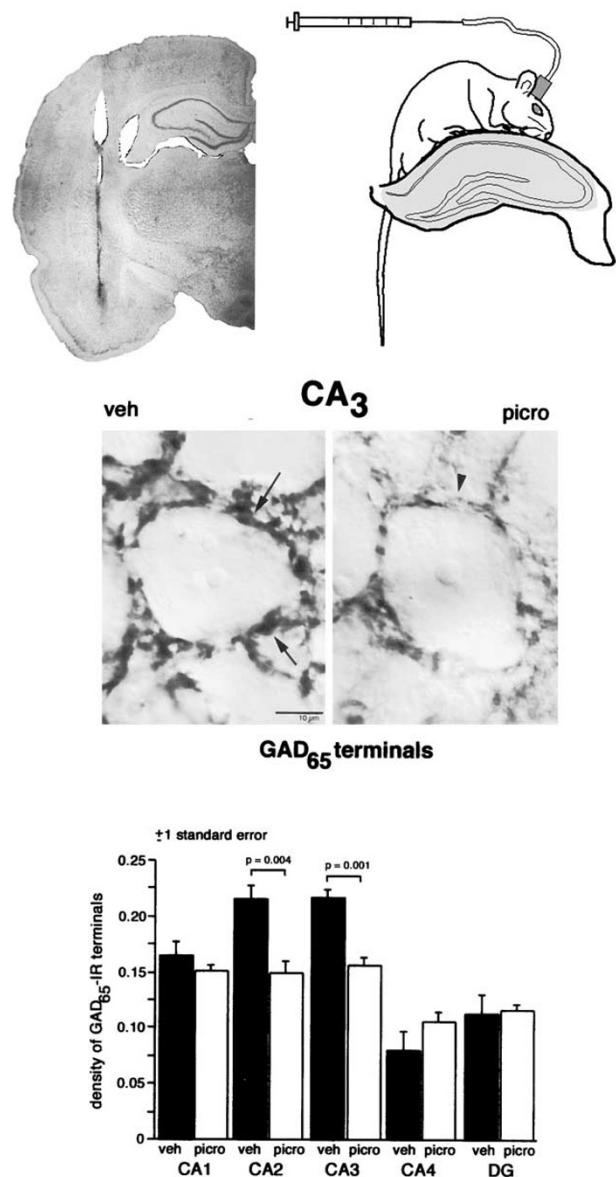 CA3
veh
picro
10 µm
GAD65 terminals
±1 standard error
p = 0.004
p = 0.001
0.25
0.20
0.15
0.10
0.05
0
density of GAD65-IR terminals
veh picro veh picro veh picro veh picro veh picro
CA1 CA2 CA3 CA4 DG